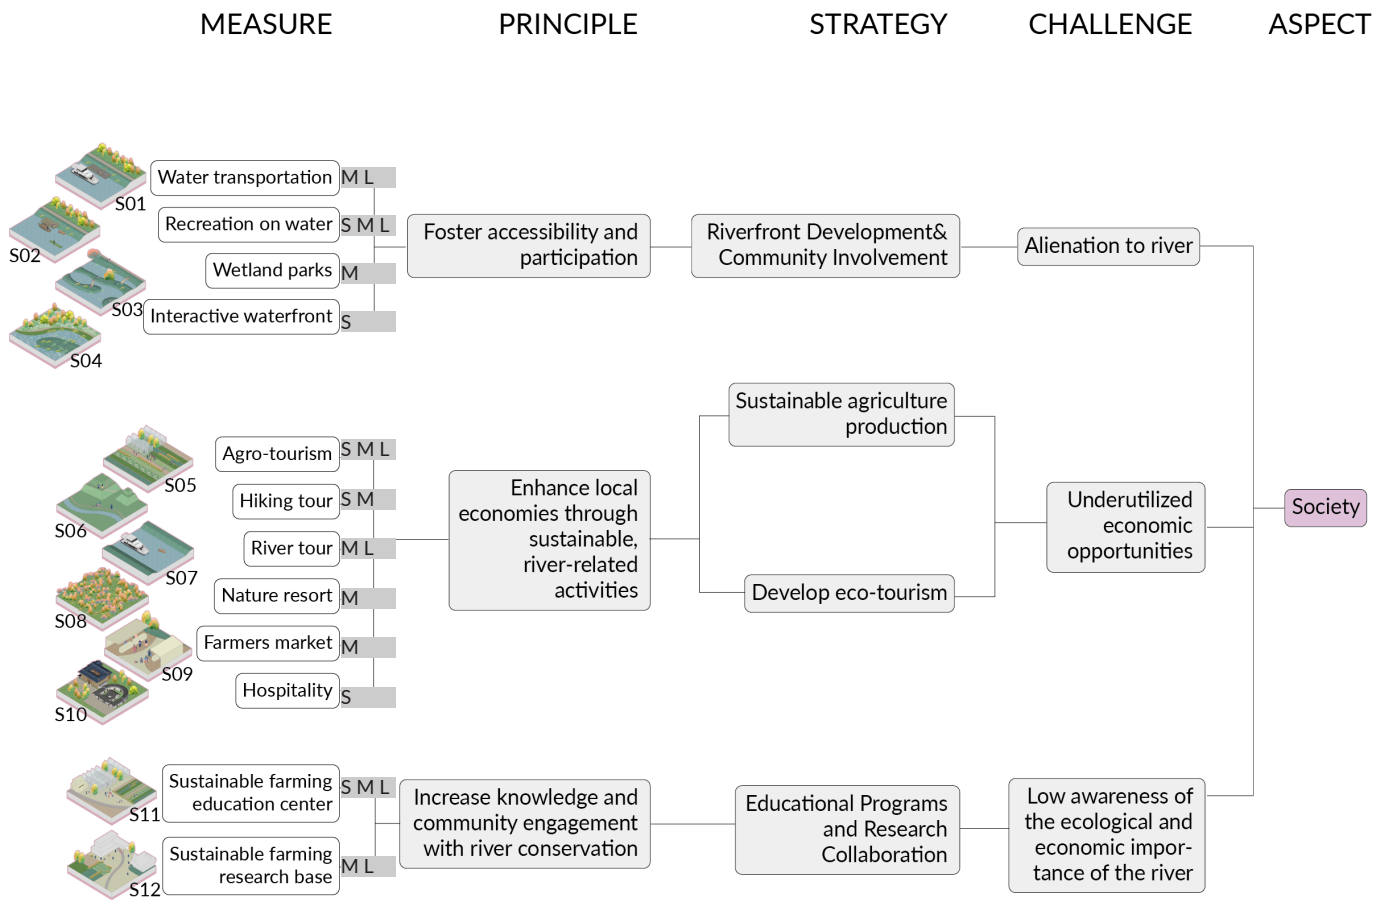 MEASURE PRINCIPLE STRATEGY CHALLENGE ASPECT
Water transportation M L
S01
Recreation on water S M L
S02
Wetland parks M
S03
Interactive waterfront S
S04
Foster accessibility and
participation
Riverfront Development&
Community Involvement
Alienation to river
Agro-tourism S M L
S05
Hiking tour S M
S06
River tour M L
S07
Nature resort M
S08
Farmers market M
S09
Hospitality S
S10
Enhance local
economies through
sustainable,
river-related
activities
Sustainable agriculture
production
Develop eco-tourism
Underutilized
economic
opportunities
Society
Sustainable farming
education center
S M L
S11
Sustainable farming
research base
M L
S12
Increase knowledge and
community engagement
with river conservation
Educational Programs
and Research
Collaboration
Low awareness of
the ecological and
economic impor-
tance of the river